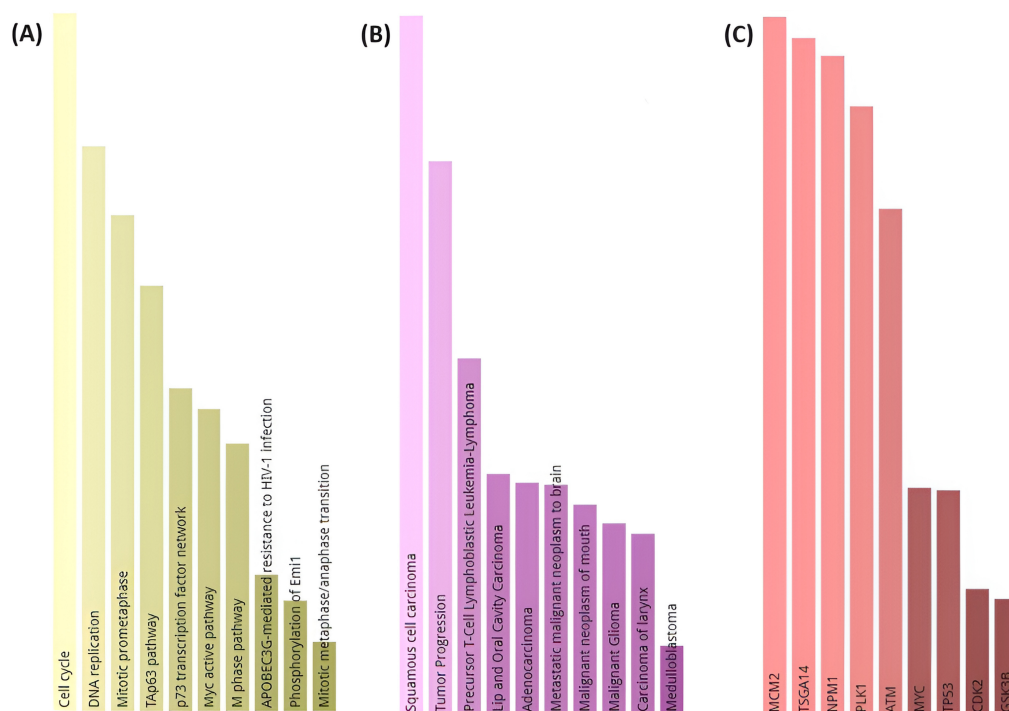 (A)
Cell cycle
DNA replication
Mitotic prometaphase
TAp63 pathway
p73 transcription factor network
Myc active pathway
M phase pathway
APOBEC3G-mediated resistance to HIV-1 infection
Phosphorylation of Emi1
Mitotic metaphase/anaphase transition
(B)
Squamous cell carcinoma
Tumor Progression
Precursor T-Cell Lymphoblastic Leukemia-Lymphoma
Lip and Oral Cavity Carcinoma
Adenocarcinoma
Metastatic malignant neoplasm to brain
Malignant neoplasm of mouth
Malignant Glioma
Carcinoma of larynx
Medulloblastoma
(C)
MCM2
TSGA14
NPM1
PLK1
ATM
MYC
TP53
CDK2
GSK3B